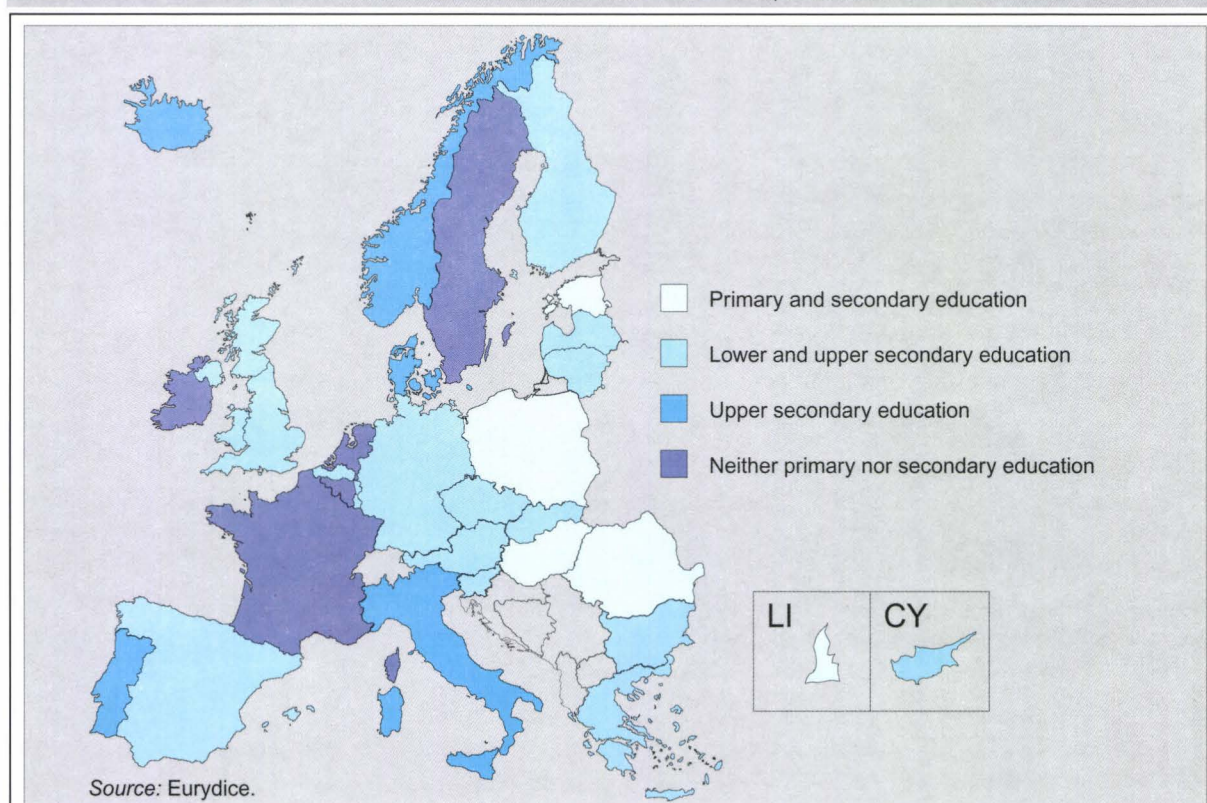 Primary and secondary education
Lower and upper secondary education
Upper secondary education
Neither primary nor secondary education
LI
CY
Source: Eurydice.